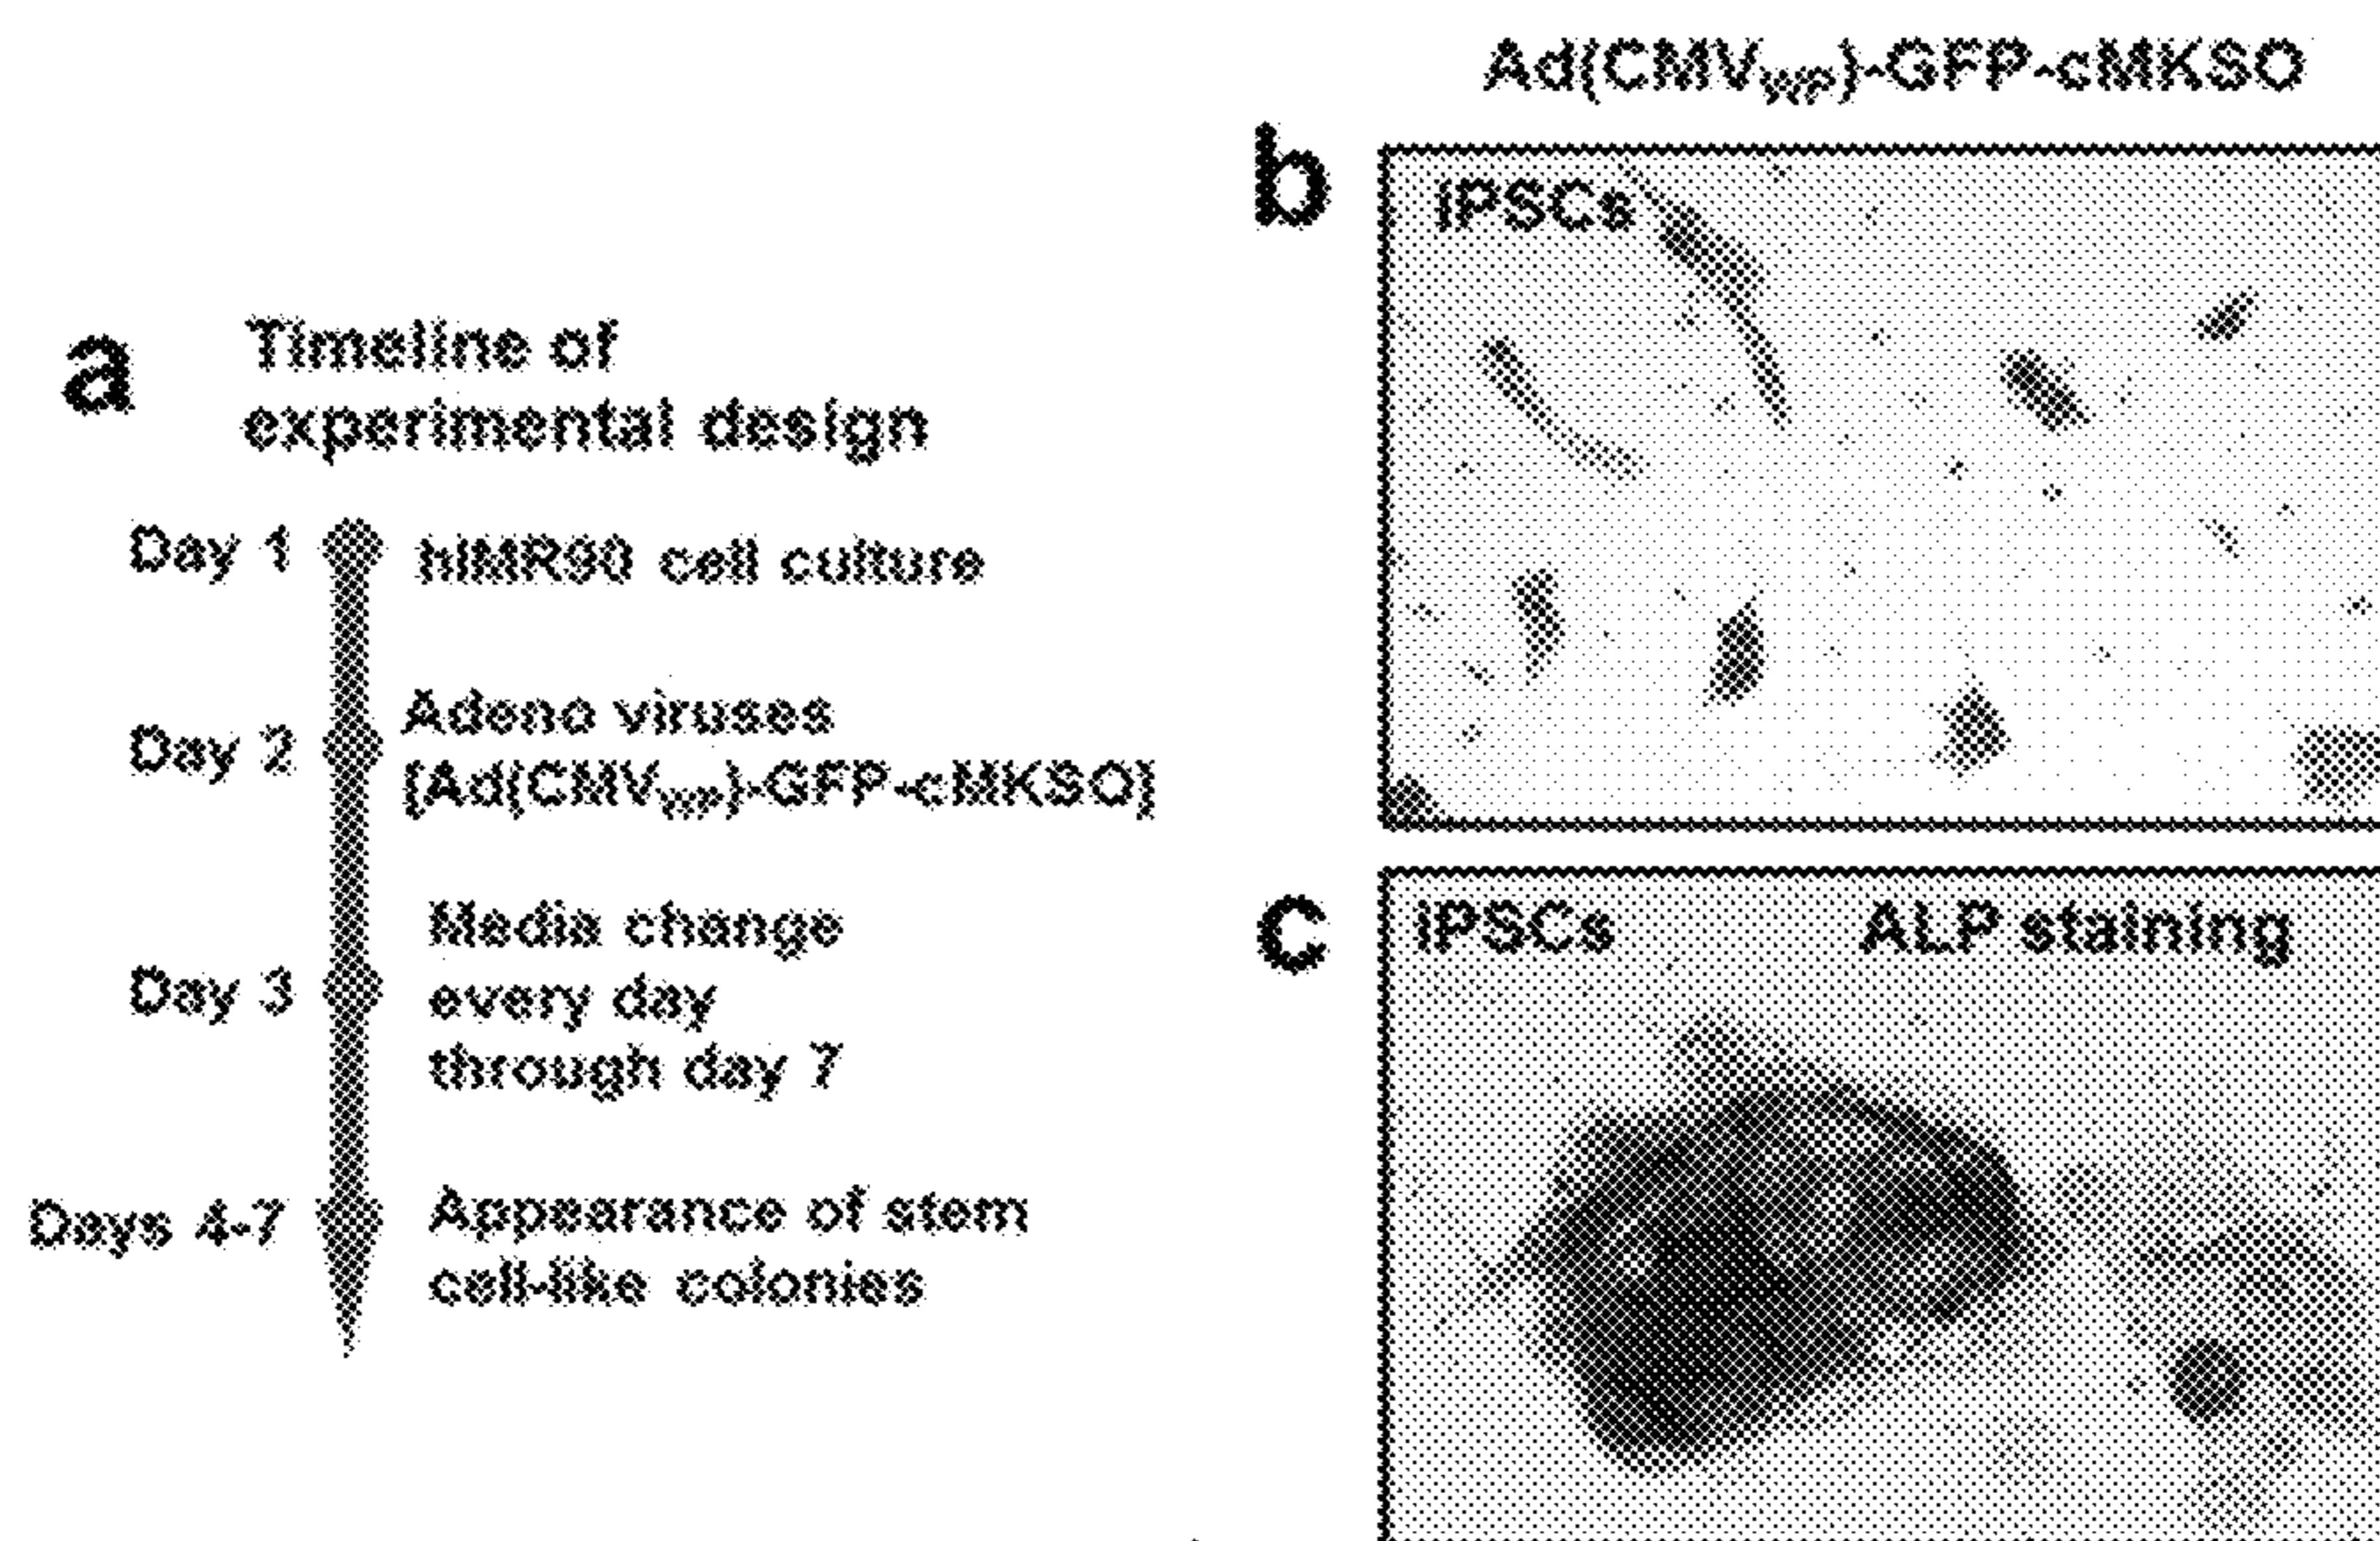 a
Timeline of
experimental design
Day 1
hIMR90 cell culture
Day 2
Adeno viruses
[Ad(CMVWP)-GFP-cMKSO]
Day 3
Media change
every day
through day 7
Days 4-7
Appearance of stem
cell-like colonies
Ad(CMVWP)-GFP-cMKSO
b
iPSCs
c
iPSCs ALP staining